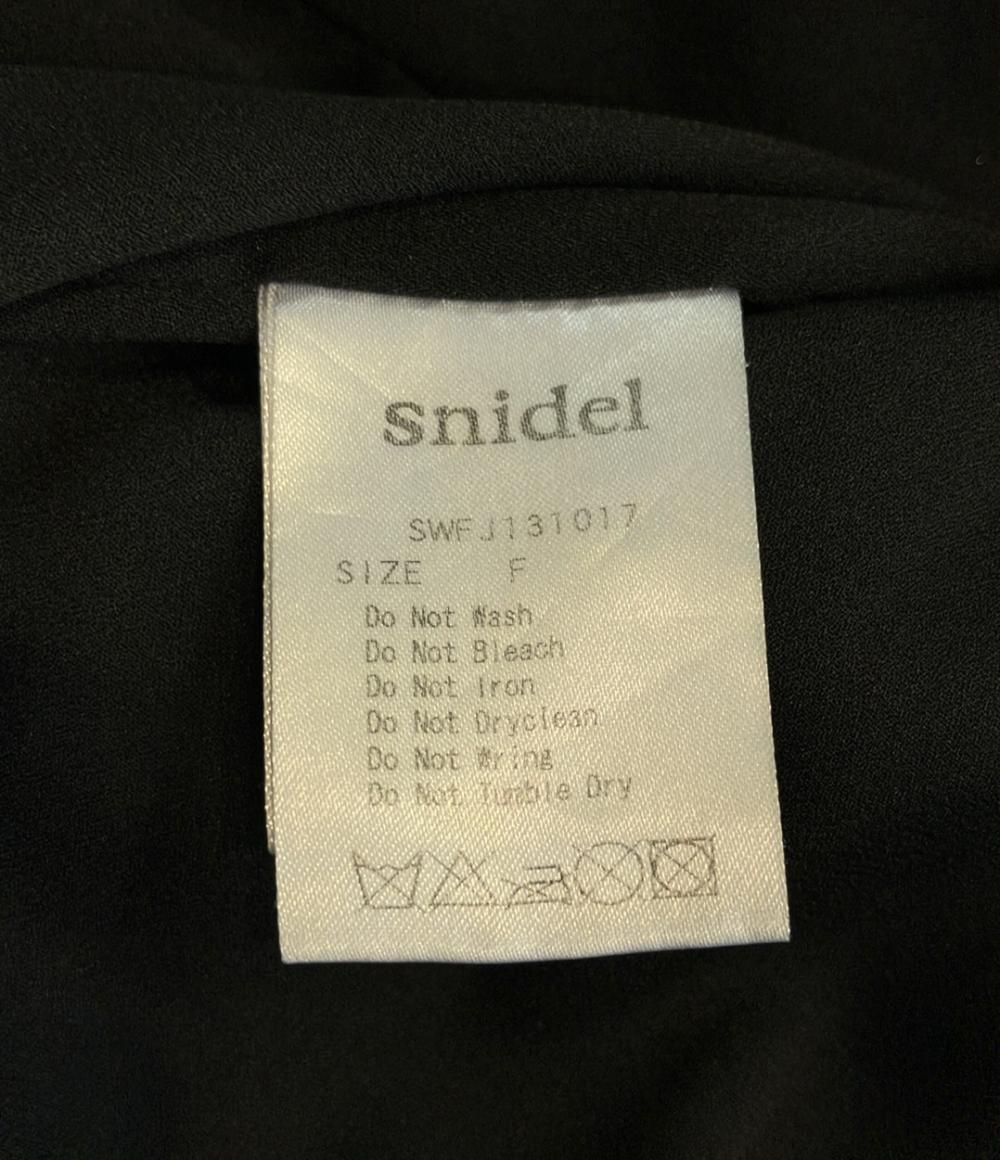 snidel
SWFJ131017
SIZE F
Do Not Wash
Do Not Bleach
Do Not Iron
Do Not Dryclean
Do Not Wring
Do Not Tumble Dry